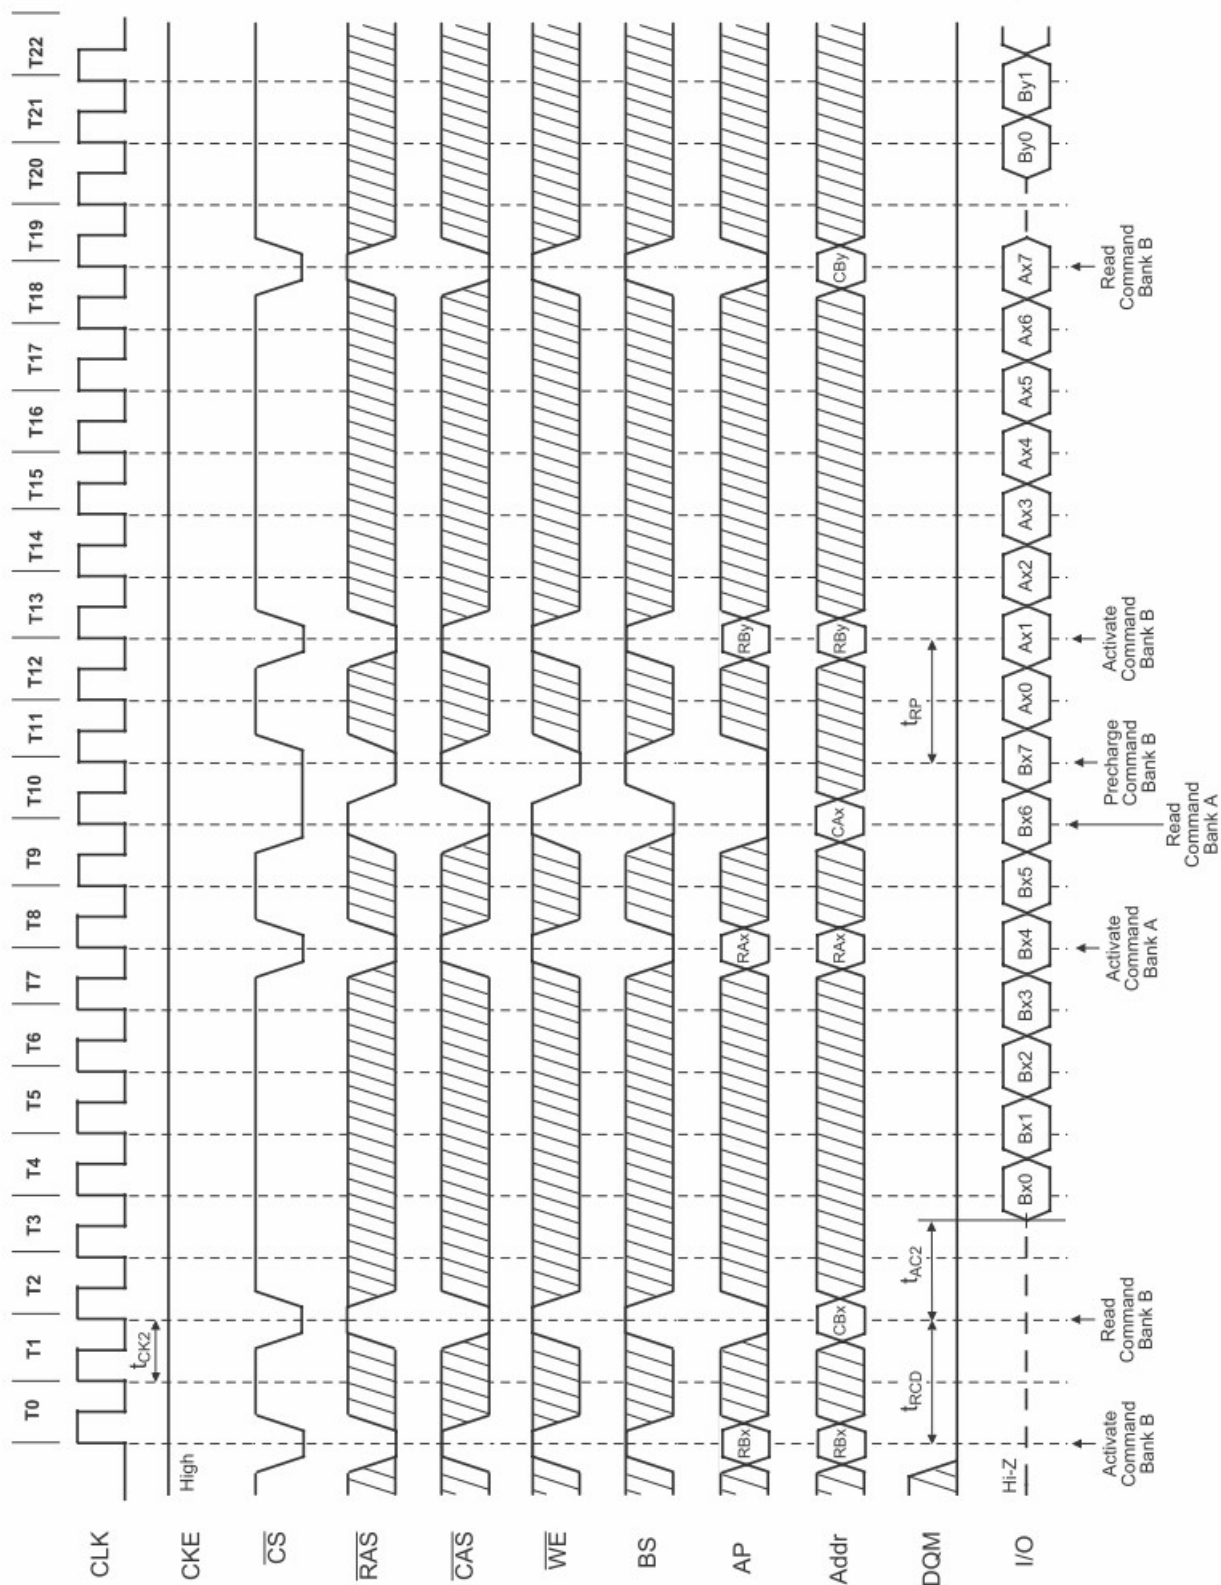 T0 T1 T2 T3 T4 T5 T6 T7 T8 T9 T10 T11 T12 T13 T14 T15 T16 T17 T18 T19 T20 T21 T22
CLK
tCK2
CKE
High
CS
RAS
CAS
WE
BS
AP
RBx RAx RBy
Addr
RBx CBx RAx CAx RBy CBy
DQM
tRCD tAC2 tRP
I/O
Hi-Z
Bx0 Bx1 Bx2 Bx3 Bx4 Bx5 Bx6 Bx7 Ax0 Ax1 Ax2 Ax3 Ax4 Ax5 Ax6 Ax7 By0 By1
Activate
Command
Bank B
Read
Command
Bank B
Activate
Command
Bank A
Read
Command
Bank A
Precharge
Command
Bank B
Activate
Command
Bank B
Read
Command
Bank B